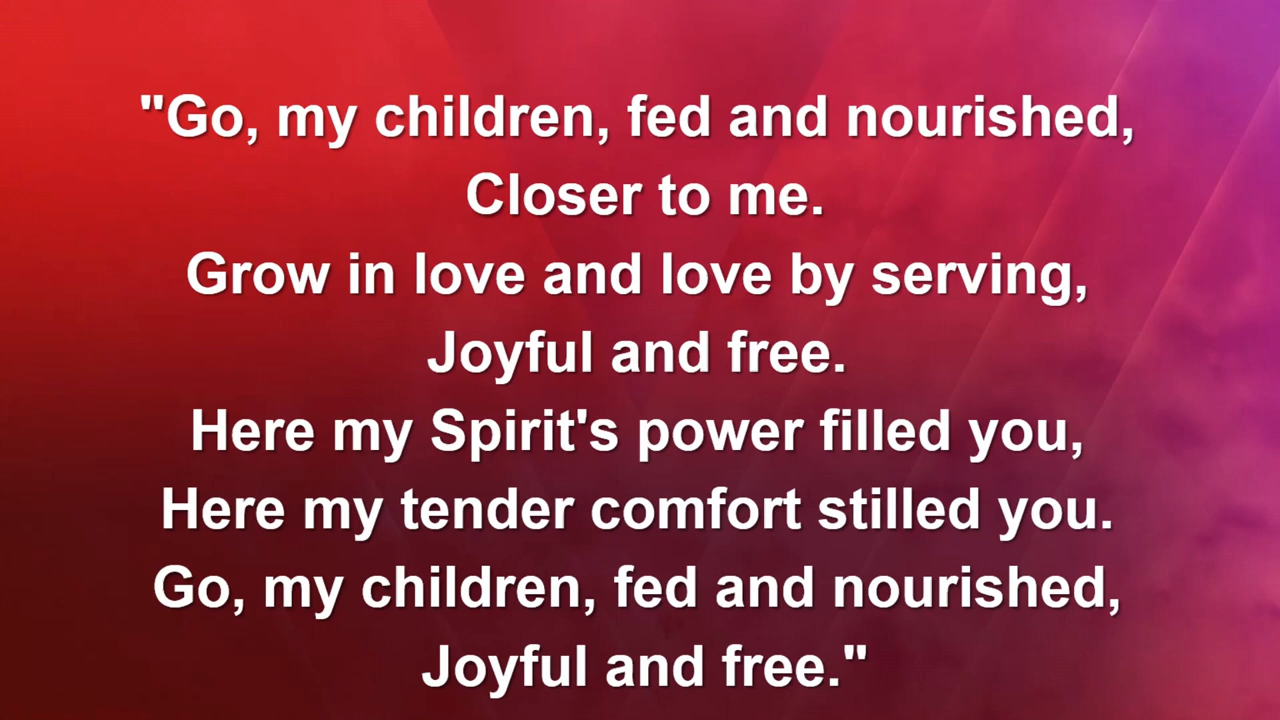 "Go, my children, fed and nourished,
Closer to me.
Grow in love and love by serving,
Joyful and free.
Here my Spirit's power filled you,
Here my tender comfort stilled you.
Go, my children, fed and nourished,
Joyful and free."